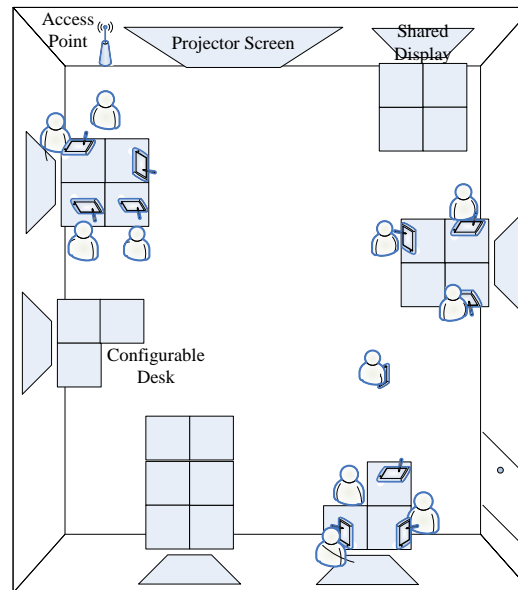 Access
Point
Projector Screen
Shared
Display
Configurable
Desk